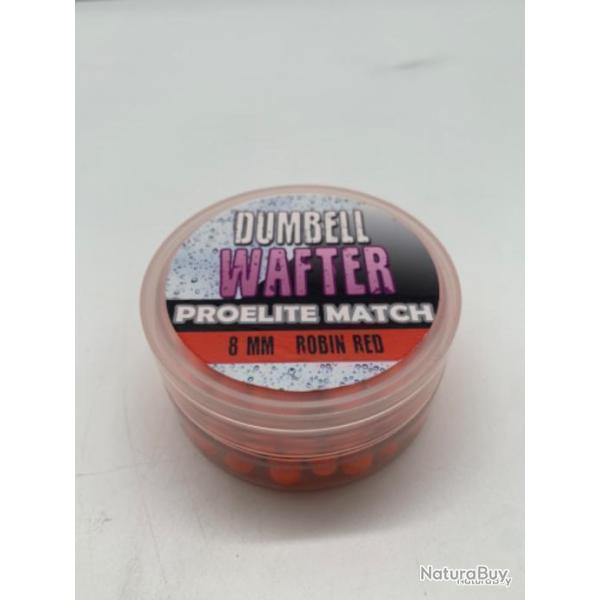 DUMBELL
WAFTER
PROELITE MATCH
8 MM ROBIN RED
NaturaBuy